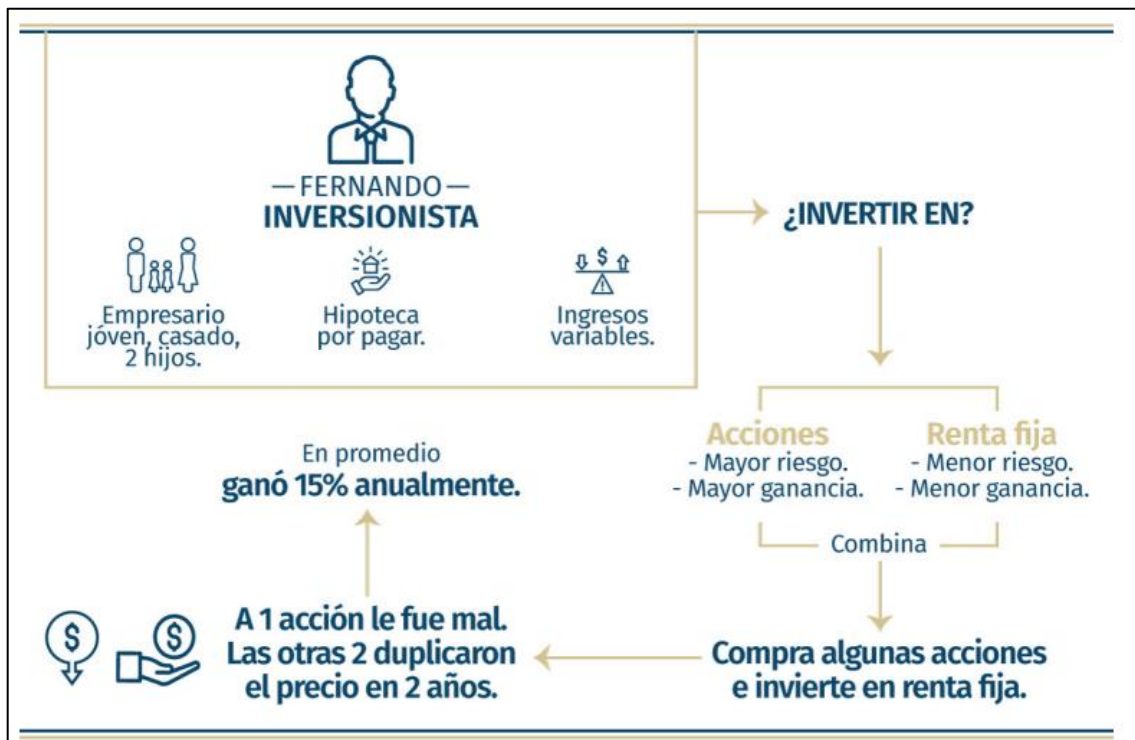 — FERNANDO —
INVERSIONISTA
Empresario
jóven, casado,
2 hijos.
Hipoteca
por pagar.
$
Ingresos
variables.
¿INVERTIR EN?
Acciones
- Mayor riesgo.
- Mayor ganancia.
Renta fija
- Menor riesgo.
- Menor ganancia.
Combina
Compra algunas acciones
e invierte en renta fija.
$
$
A 1 acción le fue mal.
Las otras 2 duplicaron
el precio en 2 años.
En promedio
ganó 15% anualmente.